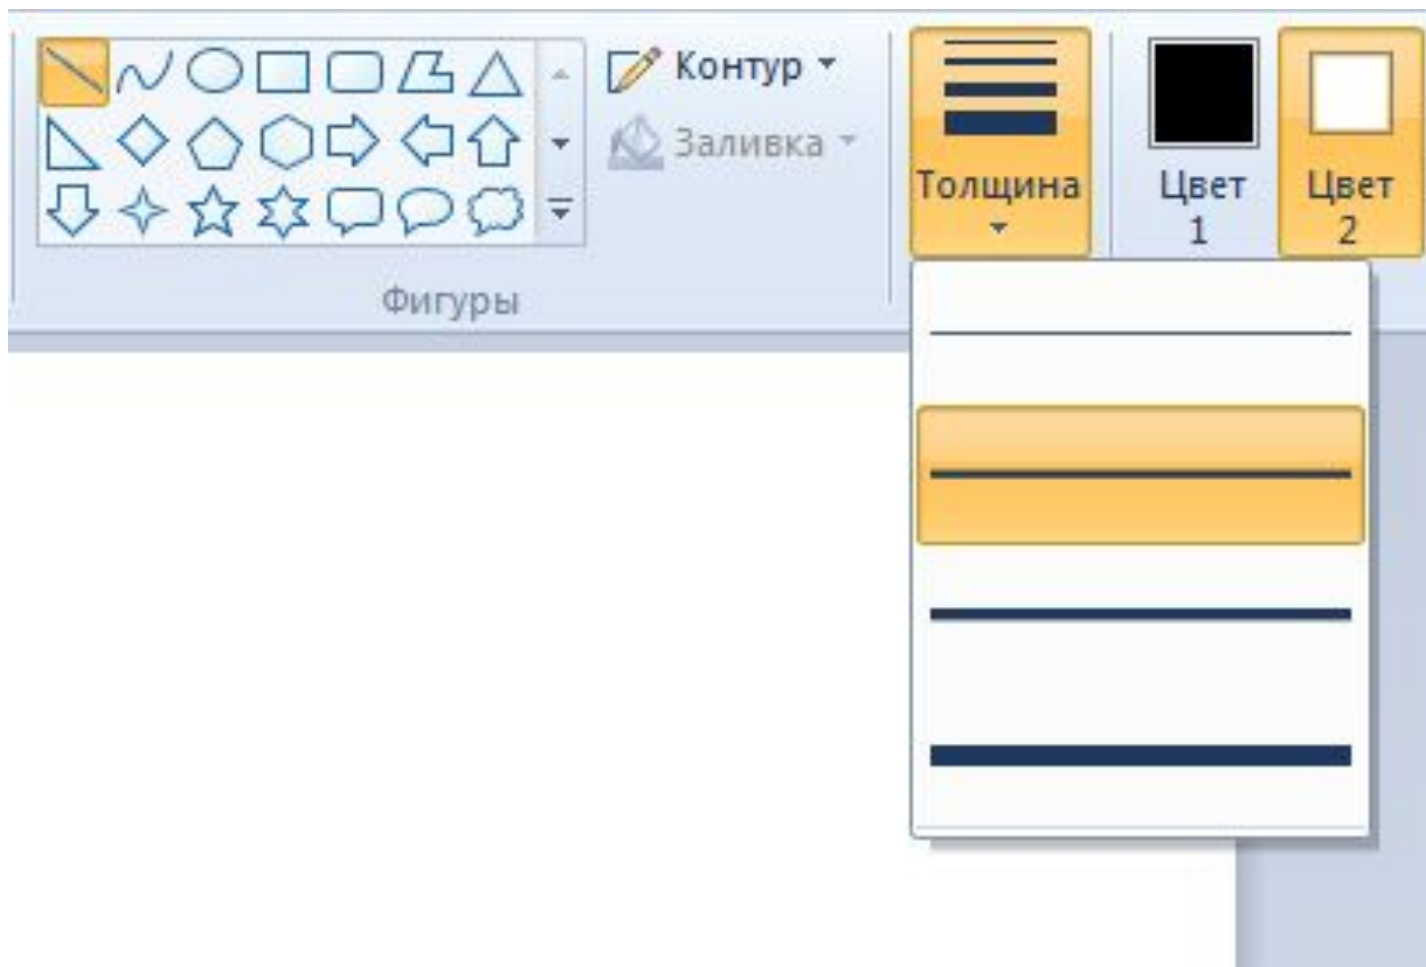 Контур
Заливка
Фигуры
Толщина
Цвет
1
Цвет
2